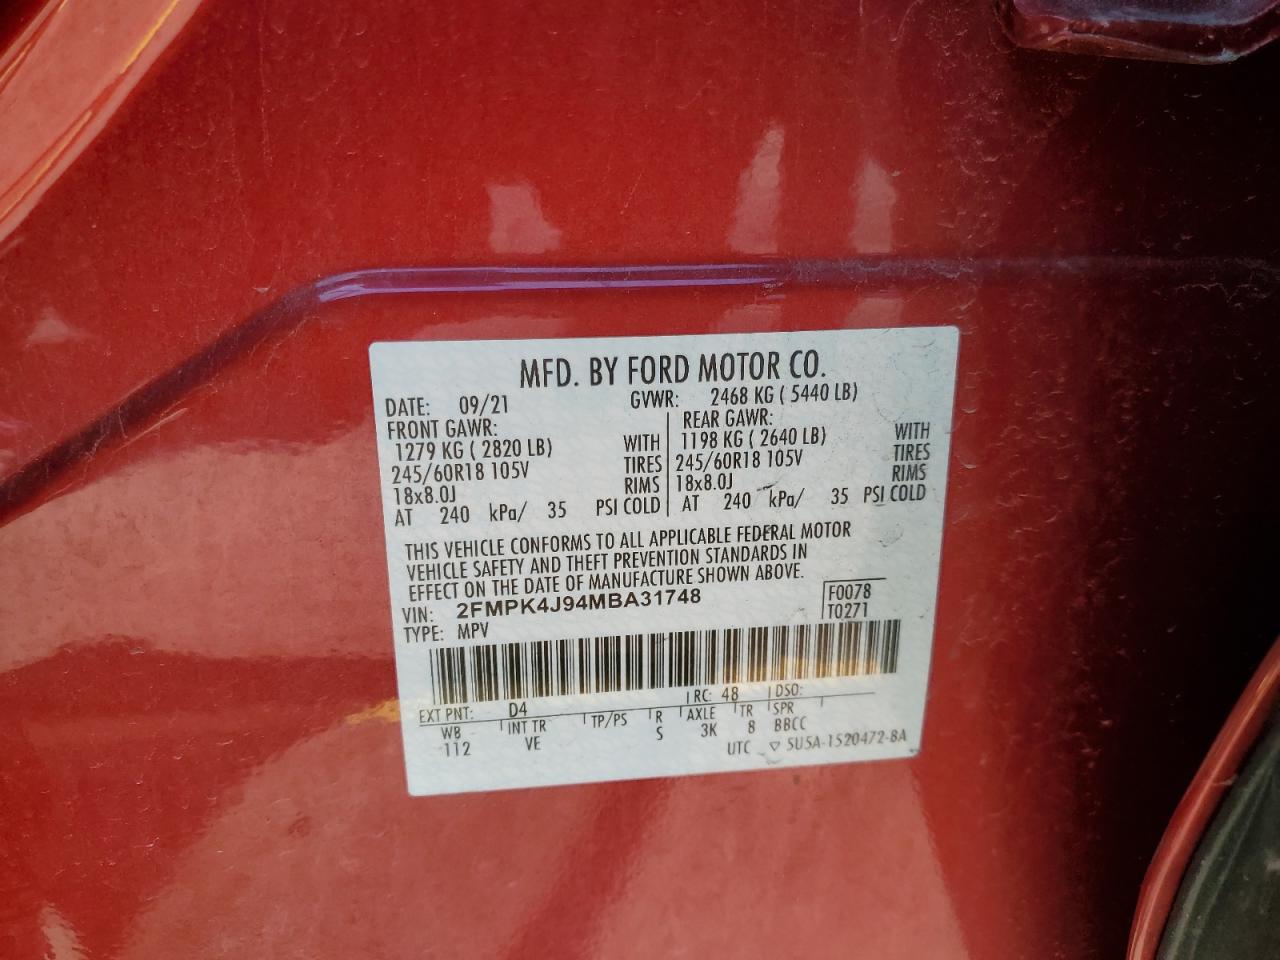 MFD. BY FORD MOTOR CO.
DATE: 09/21 GVWR: 2468 KG ( 5440 LB)
FRONT GAWR: REAR GAWR:
1279 KG ( 2820 LB) WITH 1198 KG ( 2640 LB) WITH
245/60R18 105V TIRES 245/60R18 105V TIRES
18x8.0J RIMS 18x8.0J RIMS
AT 240 kPa/ 35 PSI COLD AT 240 kPa/ 35 PSI COLD
THIS VEHICLE CONFORMS TO ALL APPLICABLE FEDERAL MOTOR
VEHICLE SAFETY AND THEFT PREVENTION STANDARDS IN
EFFECT ON THE DATE OF MANUFACTURE SHOWN ABOVE.
VIN: 2FMPK4J94MBA31748 F0078
TYPE: MPV T0271
EXT PNT: D4 RC: 48 DSO:
WB INT TR TP/PS R AXLE TR SPR
112 VE S 3K 8 BBCC
UTC ▽ 5U5A-1520472-BA